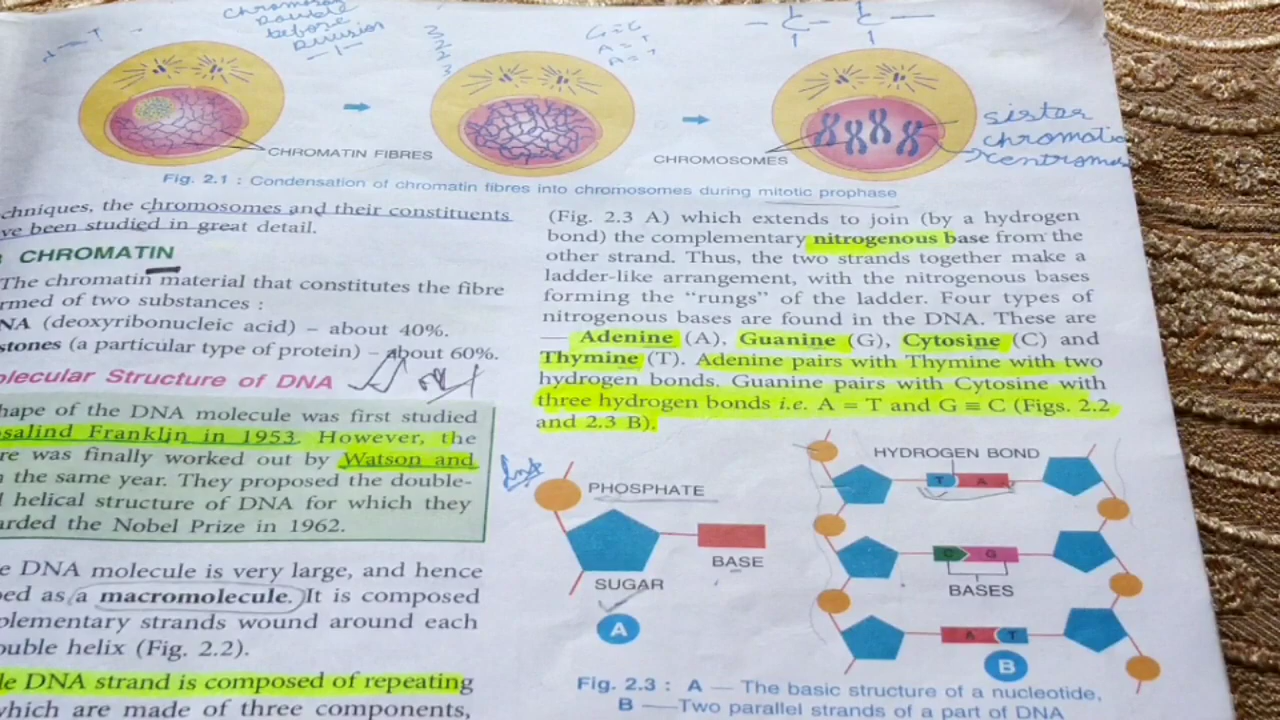 Chromoso
Double
before
Division
-1-
G≡C
A = T
A = T
- C - C -
CHROMATIN FIBRES
CHROMOSOMES
sister
chromati
centrome
Fig. 2.1 : Condensation of chromatin fibres into chromosomes during mitotic prophase
chniques, the chromosomes and their constituents
ve been studied in great detail.
CHROMATIN
The chromatin material that constitutes the fibre
rmed of two substances :
NA (deoxyribonucleic acid) – about 40%.
stones (a particular type of protein) – about 60%.
olecular Structure of DNA
hape of the DNA molecule was first studied
salind Franklin in 1953. However, the
re was finally worked out by Watson and
n the same year. They proposed the double-
l helical structure of DNA for which they
arded the Nobel Prize in 1962.
e DNA molecule is very large, and hence
bed as a macromolecule. It is composed
plementary strands wound around each
ouble helix (Fig. 2.2).
le DNA strand is composed of repeating
which are made of three components,
(Fig. 2.3 A) which extends to join (by a hydrogen
bond) the complementary nitrogenous base from the
other strand. Thus, the two strands together make a
ladder-like arrangement, with the nitrogenous bases
forming the “rungs” of the ladder. Four types of
nitrogenous bases are found in the DNA. These are
— Adenine (A), Guanine (G), Cytosine (C) and
Thymine (T). Adenine pairs with Thymine with two
hydrogen bonds. Guanine pairs with Cytosine with
three hydrogen bonds i.e. A = T and G ≡ C (Figs. 2.2
and 2.3 B).
PHOSPHATE
BASE
SUGAR
A
HYDROGEN BOND
T A
C G
BASES
A T
B
Fig. 2.3 : A — The basic structure of a nucleotide,
B — Two parallel strands of a part of DNA